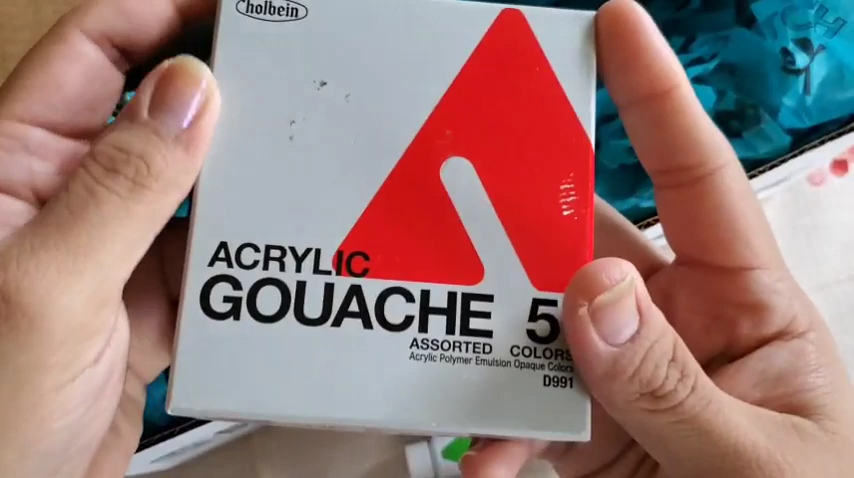 holbein
ACRYLIC
GOUACHE 5
ASSORTED COLORS
Acrylic Polymer Emulsion Opaque Colors
D991